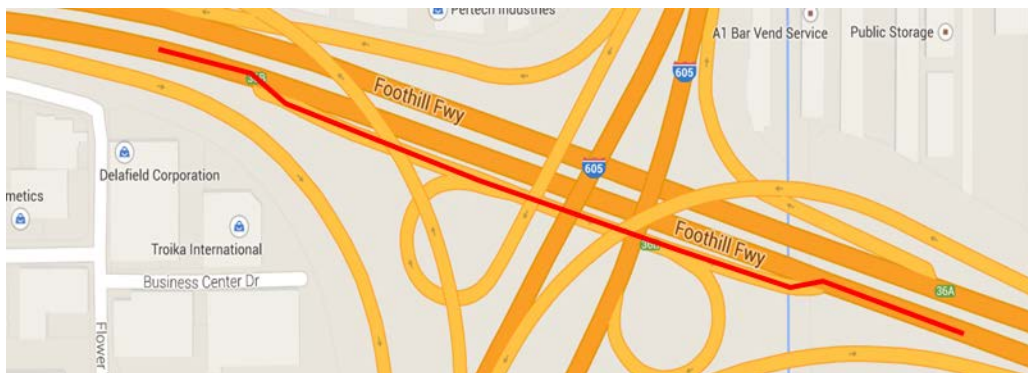 Pertech Industries
A1 Bar Vend Service
Public Storage
605
Foothill Fwy
Delafield Corporation
metics
605
Troika International
Foothill Fwy
Business Center Dr
36A
Flower